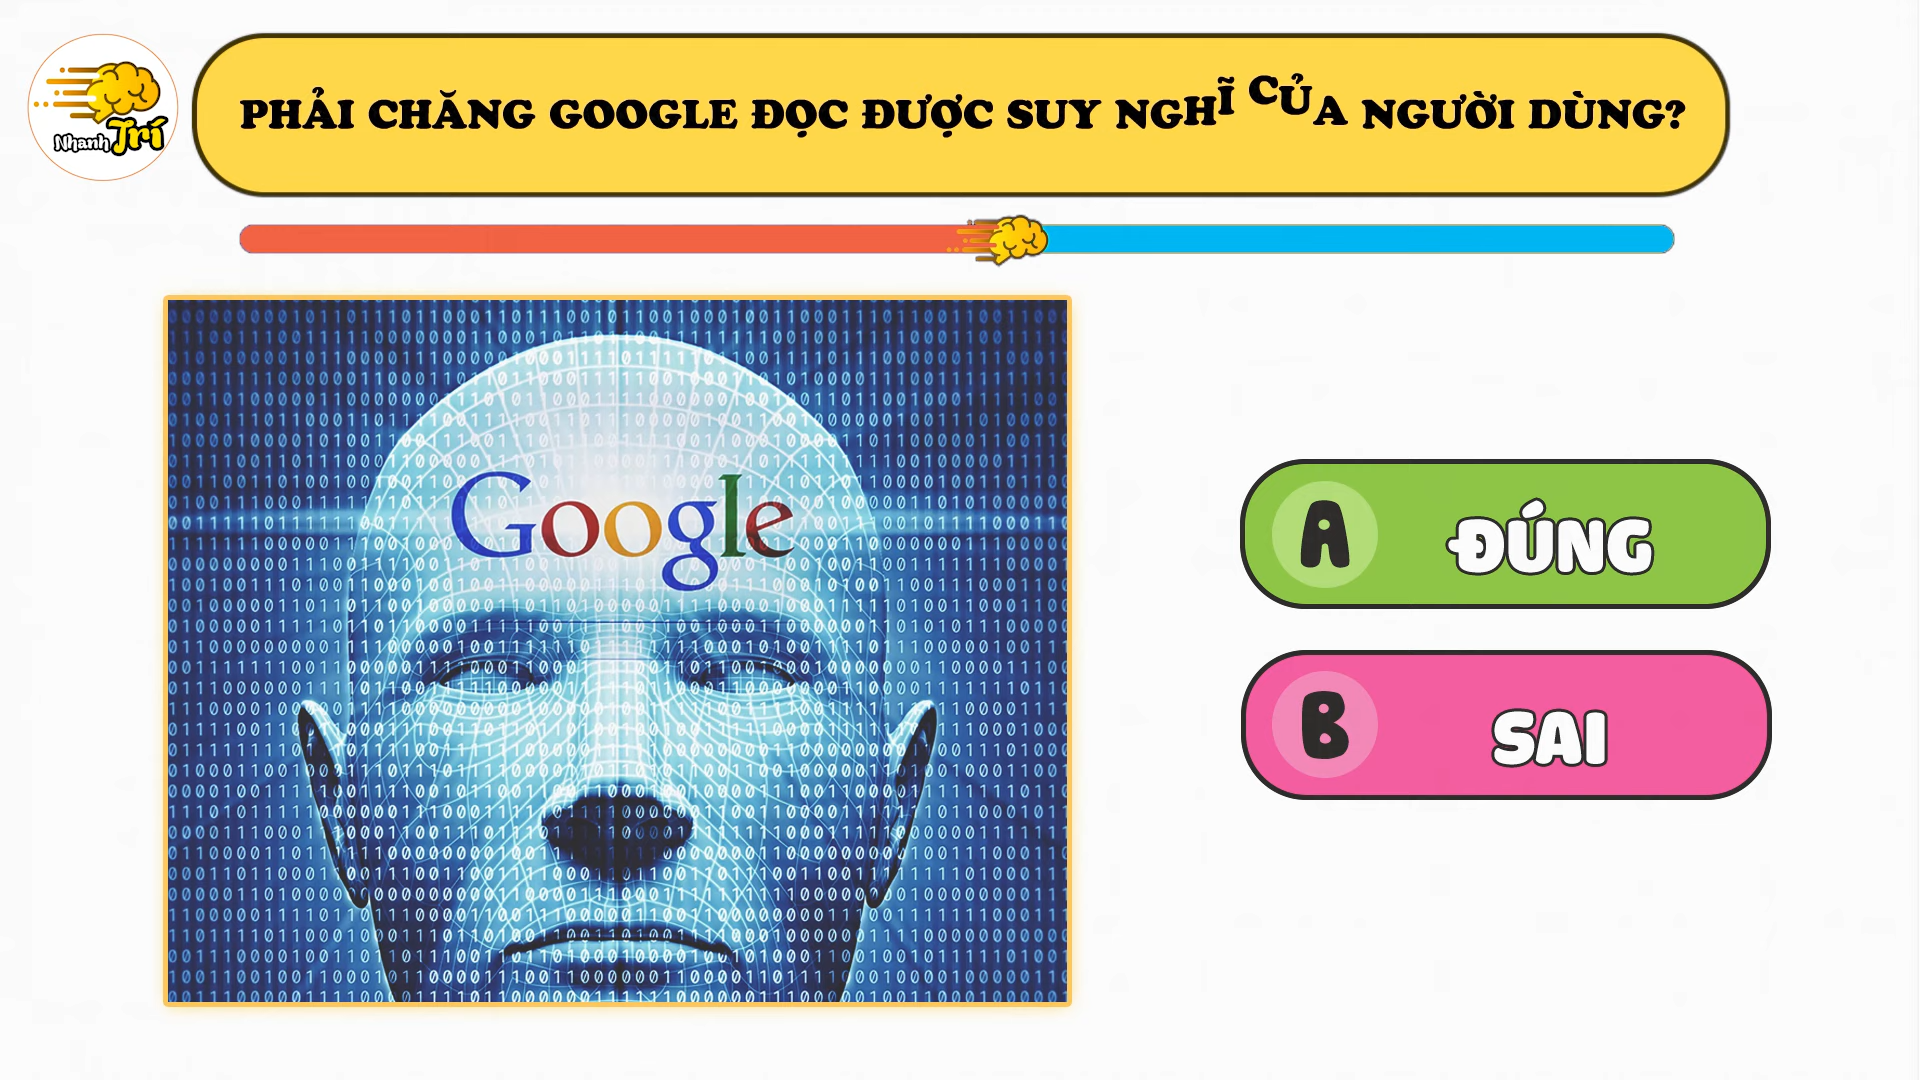 Nhanh Trí
PHẢI CHĂNG GOOGLE ĐỌC ĐƯỢC SUY NGHĨ CỦA NGƯỜI DÙNG?
Google
A ĐÚNG
B SAI